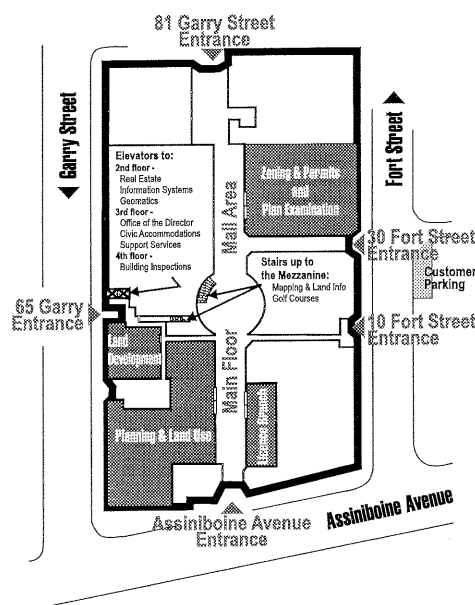 81 Garry Street
Entrance
Garry Street
Fort Street
Elevators to:
2nd floor -
Real Estate
Information Systems
Geomatics
3rd floor -
Office of the Director
Civic Accommodations
Support Services
4th floor -
Building Inspections
Zoning & Permits
and
Plan Examination
Mall Area
30 Fort Street
Entrance
Stairs up to
the Mezzanine:
Mapping & Land Info
Golf Courses
Customer
Parking
65 Garry
Entrance
10 Fort Street
Entrance
Land
Development
Main Floor
Planning & Land Use
License Branch
Assiniboine Avenue
Entrance
Assiniboine Avenue